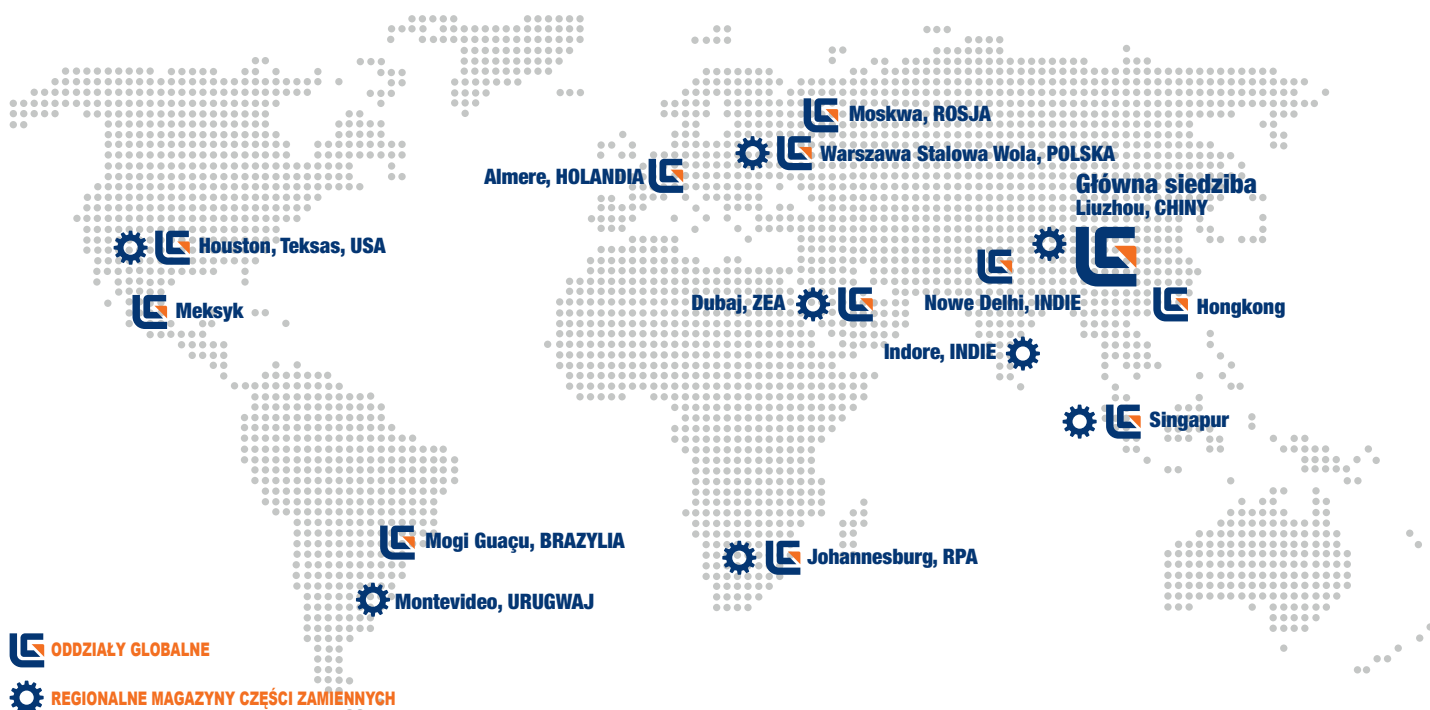 Moskwa, ROSJA
Warszawa Stalowa Wola, POLSKA
Almere, HOLANDIA
Główna siedziba
Liuzhou, CHINY
Houston, Teksas, USA
Meksyk
Dubaj, ZEA
Nowe Delhi, INDIE
Hongkong
Indore, INDIE
Singapur
Mogi Guaçu, BRAZYLIA
Johannesburg, RPA
Montevideo, URUGWAJ
ODDZIAŁY GLOBALNE
REGIONALNE MAGAZYNY CZĘŚCI ZAMIENNYCH